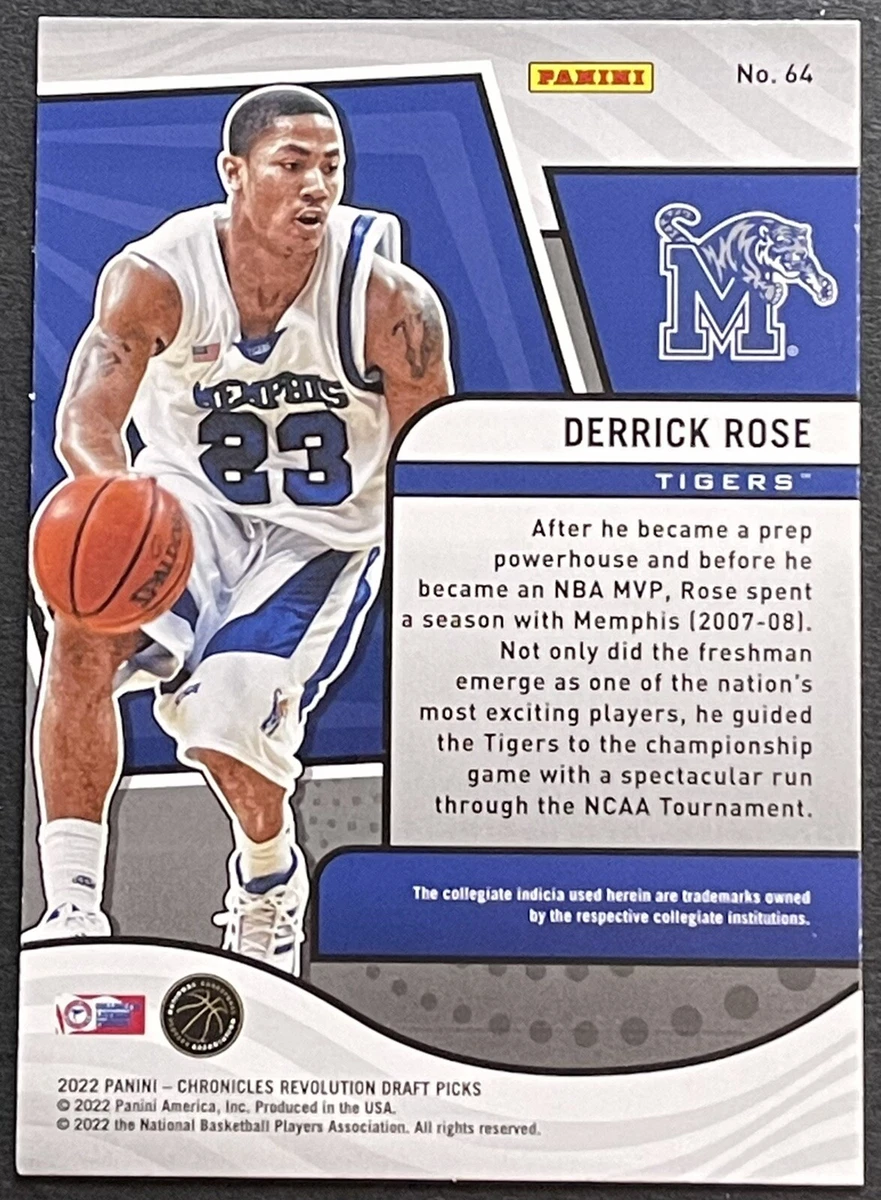 PANINI
No. 64
M
MEMPHIS
23
SPALDING
DERRICK ROSE
TIGERS™
After he became a prep
powerhouse and before he
became an NBA MVP, Rose spent
a season with Memphis (2007-08).
Not only did the freshman
emerge as one of the nation's
most exciting players, he guided
the Tigers to the championship
game with a spectacular run
through the NCAA Tournament.
The collegiate indicia used herein are trademarks owned
by the respective collegiate institutions.
2022 PANINI – CHRONICLES REVOLUTION DRAFT PICKS
© 2022 Panini America, Inc. Produced in the USA.
© 2022 the National Basketball Players Association. All rights reserved.